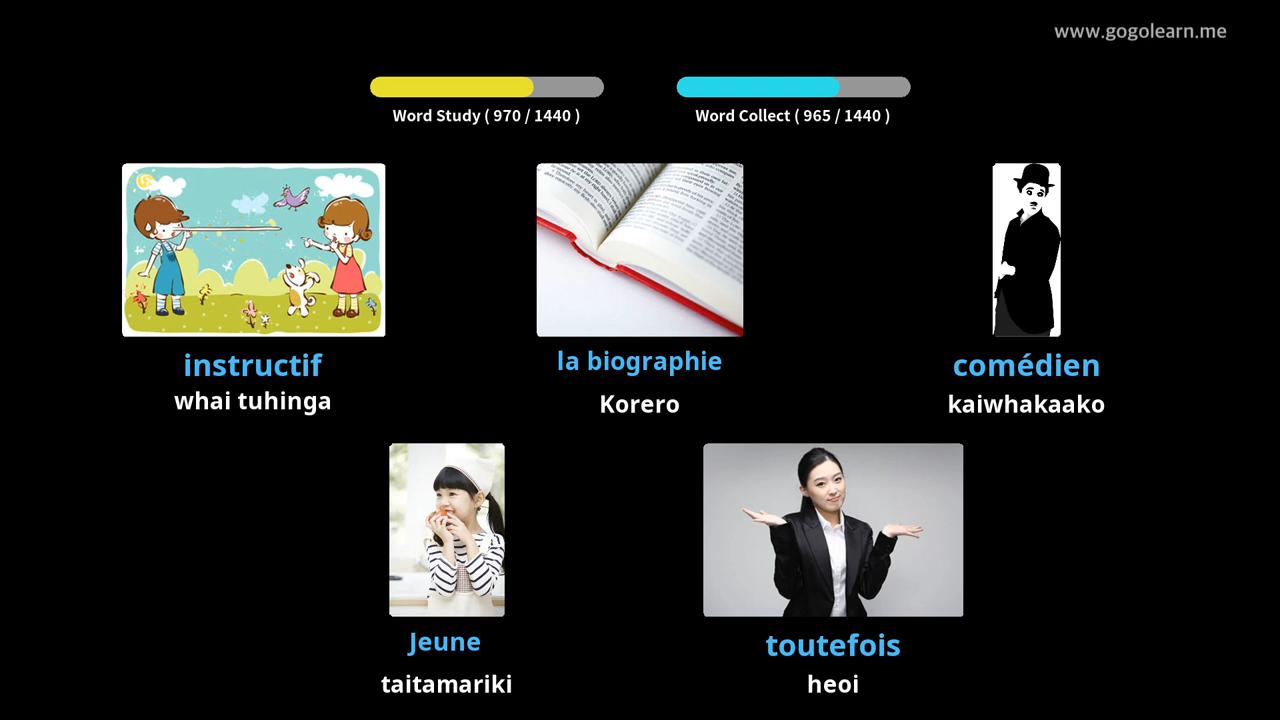 www.gogolearn.me
Word Study ( 970 / 1440 )
Word Collect ( 965 / 1440 )
instructif
whai tuhinga
la biographie
Korero
comédien
kaiwhakaako
Jeune
taitamariki
toutefois
heoi